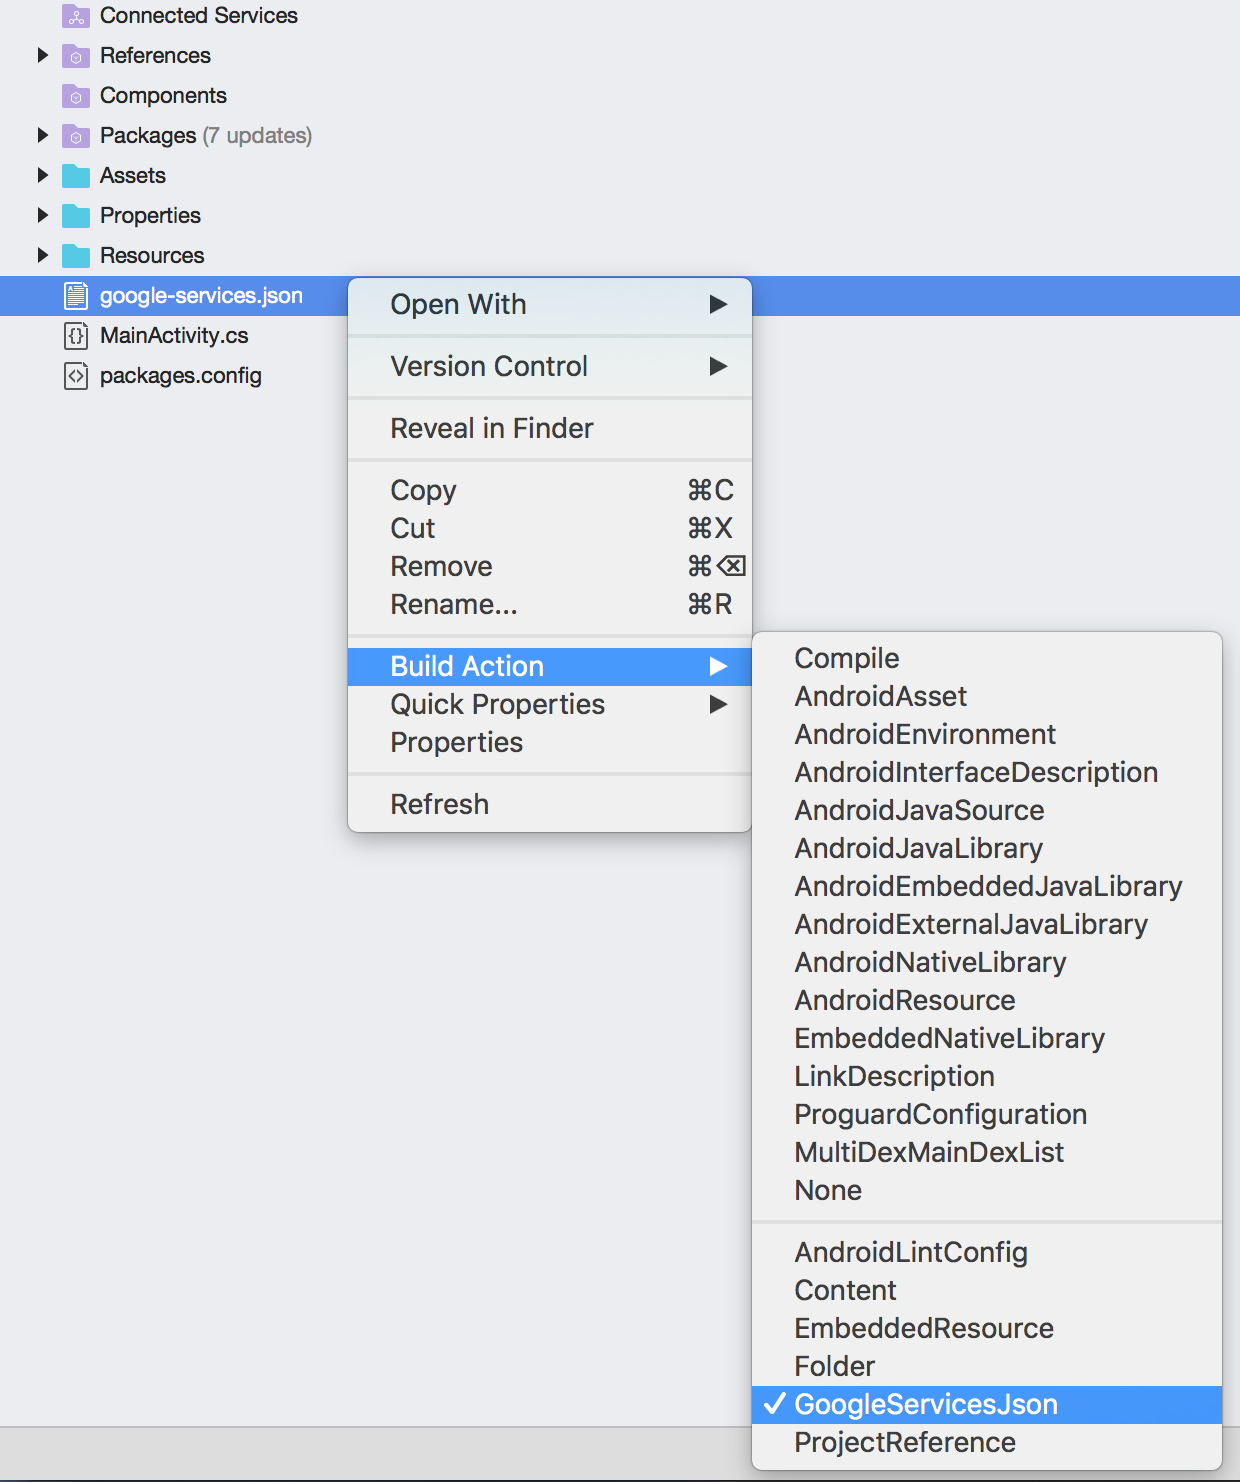 Connected Services
References
Components
Packages (7 updates)
Assets
Properties
Resources
google-services.json
MainActivity.cs
packages.config
Open With
Version Control
Reveal in Finder
Copy ⌘C
Cut ⌘X
Remove ⌘⌫
Rename... ⌘R
Build Action
Quick Properties
Properties
Refresh
Compile
AndroidAsset
AndroidEnvironment
AndroidInterfaceDescription
AndroidJavaSource
AndroidJavaLibrary
AndroidEmbeddedJavaLibrary
AndroidExternalJavaLibrary
AndroidNativeLibrary
AndroidResource
EmbeddedNativeLibrary
LinkDescription
ProguardConfiguration
MultiDexMainDexList
None
AndroidLintConfig
Content
EmbeddedResource
Folder
✓ GoogleServicesJson
ProjectReference